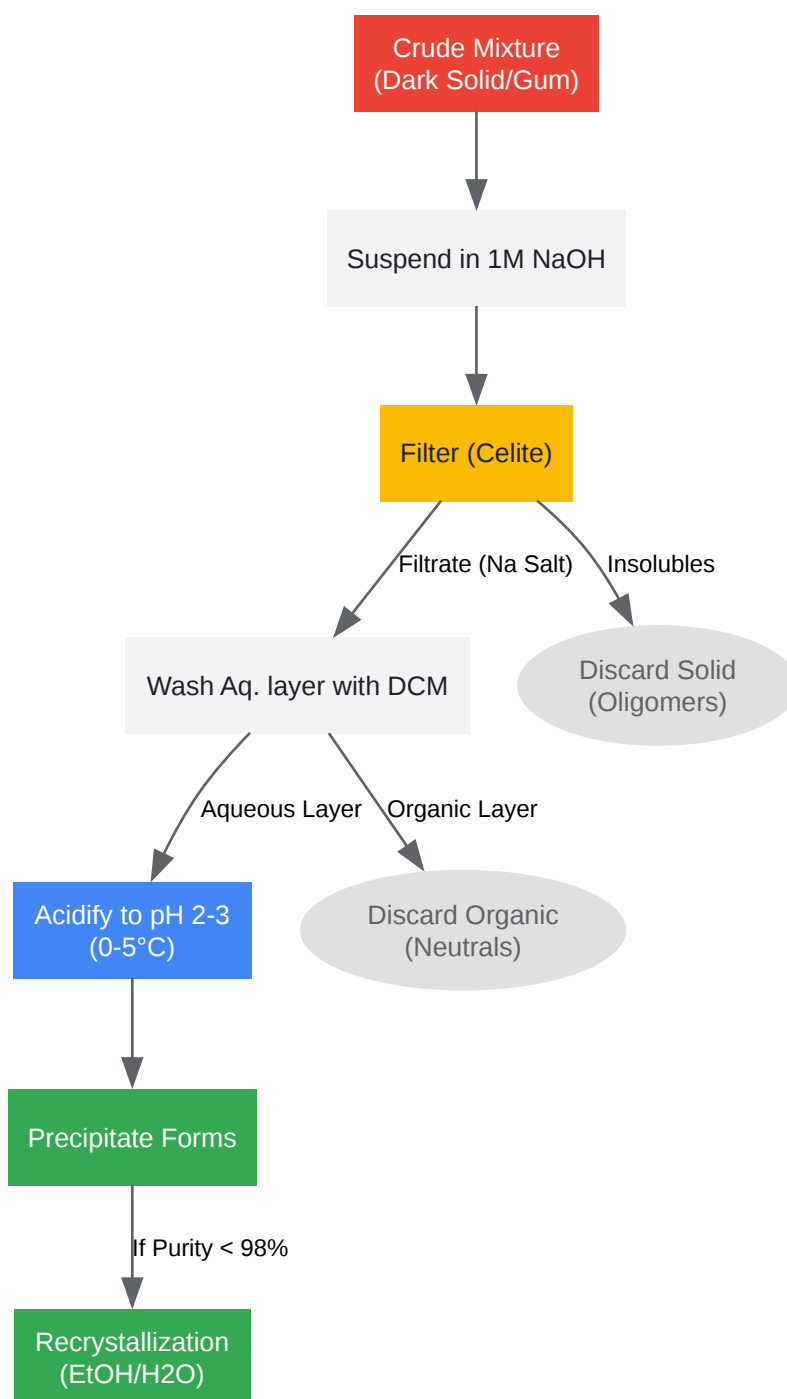 Crude Mixture
(Dark Solid/Gum)
Suspend in 1M NaOH
Filter (Celite)
Filtrate (Na Salt)
Insolubles
Wash Aq. layer with DCM
Discard Solid
(Oligomers)
Aqueous Layer
Organic Layer
Acidify to pH 2-3
(0-5°C)
Discard Organic
(Neutrals)
Precipitate Forms
If Purity < 98%
Recrystallization
(EtOH/H2O)